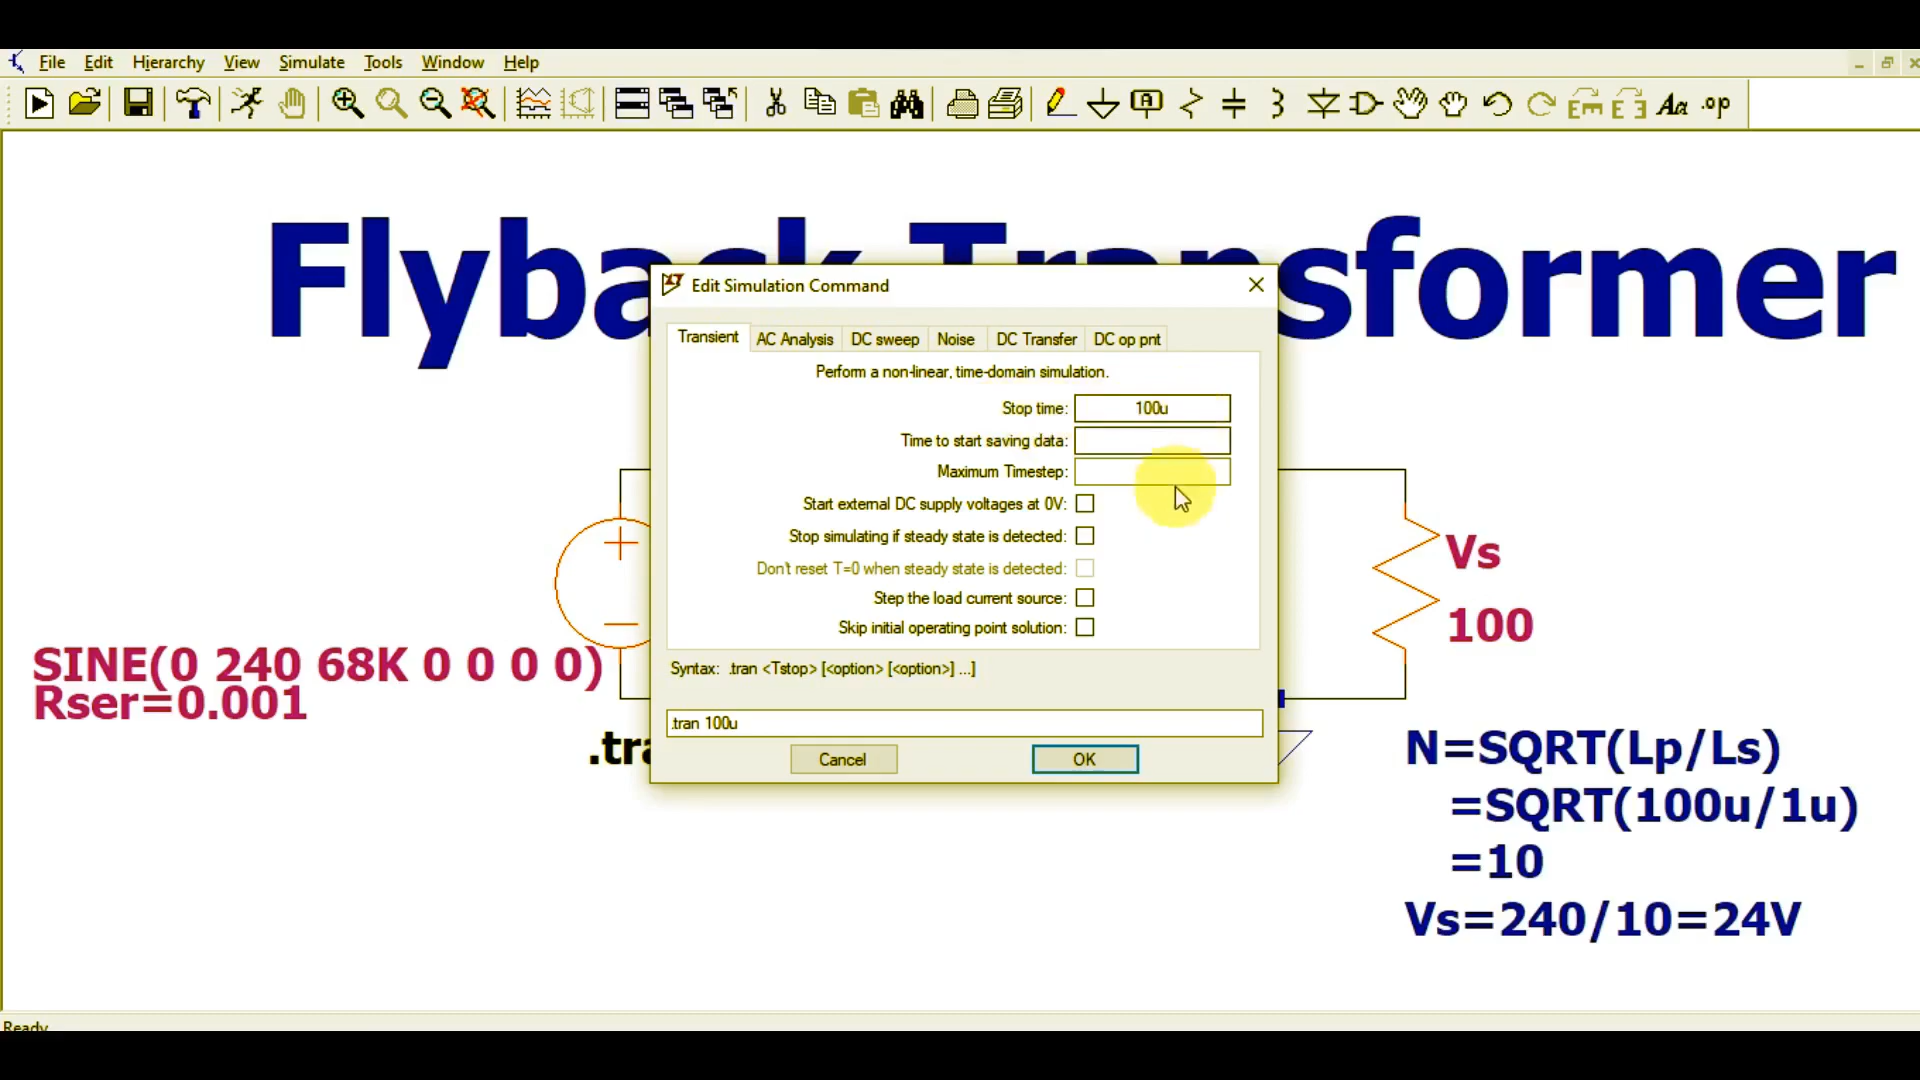 File Edit Hierarchy View Simulate Tools Window Help
A Aa .op
Flyback Transformer
Edit Simulation Command
Transient AC Analysis DC sweep Noise DC Transfer DC op pnt
Perform a non-linear, time-domain simulation.
Stop time: 100u
Time to start saving data:
Maximum Timestep:
Start external DC supply voltages at 0V:
Stop simulating if steady state is detected:
Don't reset T=0 when steady state is detected:
Step the load current source:
Skip initial operating point solution:
Syntax: .tran <Tstop> [<option> [<option>] ...]
.tran 100u
Cancel OK
SINE(0 240 68K 0 0 0 0)
Rser=0.001
Vs
100
N=SQRT(Lp/Ls)
=SQRT(100u/1u)
=10
Vs=240/10=24V
Ready